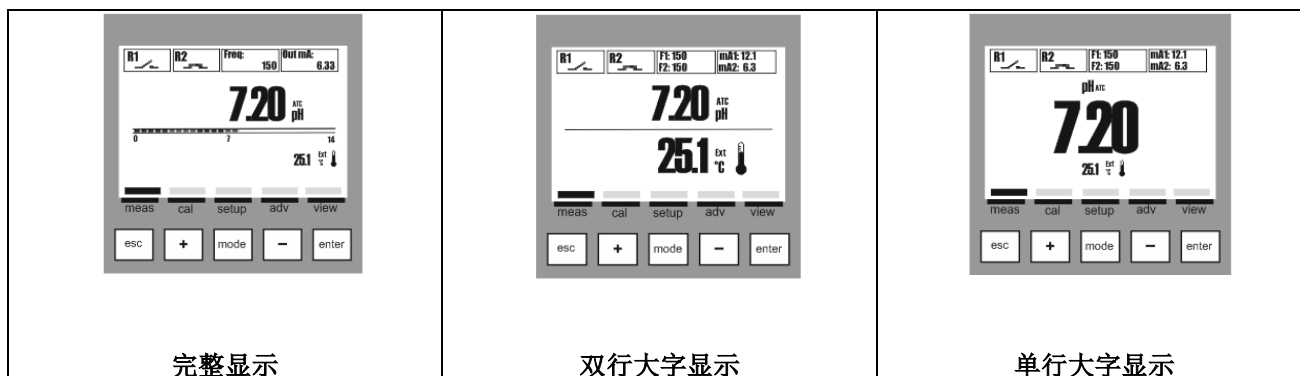 R1
R2
Freq:
150
Out mA:
6.33
7.20
ATC
pH
0 7 14
25.1
Ext
°C
meas cal setup adv view
esc + mode − enter
完整显示
R1
R2
F1: 150
F2: 150
mA1: 12.1
mA2: 6.3
7.20
ATC
pH
25.1
Ext
°C
meas cal setup adv view
esc + mode − enter
双行大字显示
R1
R2
F1: 150
F2: 150
mA1: 12.1
mA2: 6.3
pH ATC
7.20
25.1
Ext
°C
meas cal setup adv view
esc + mode − enter
单行大字显示